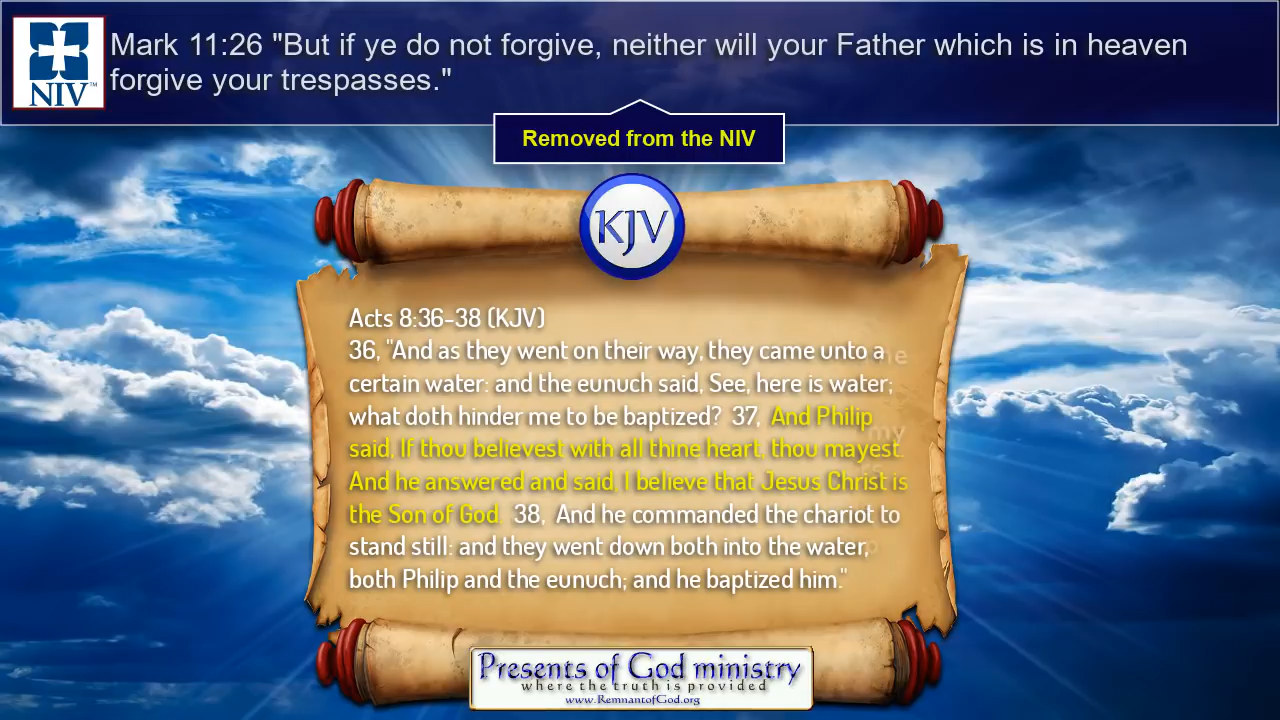 Mark 11:26 "But if ye do not forgive, neither will your Father which is in heaven
forgive your trespasses."
NIV™
Removed from the NIV
KJV
Acts 8:36-38 (KJV)
36, "And as they went on their way, they came unto a
certain water: and the eunuch said, See, here is water;
what doth hinder me to be baptized? 37, And Philip
said, If thou believest with all thine heart, thou mayest.
And he answered and said, I believe that Jesus Christ is
the Son of God. 38, And he commanded the chariot to
stand still: and they went down both into the water,
both Philip and the eunuch; and he baptized him."
Presents of God ministry
where the truth is provided
www.RemnantofGod.org